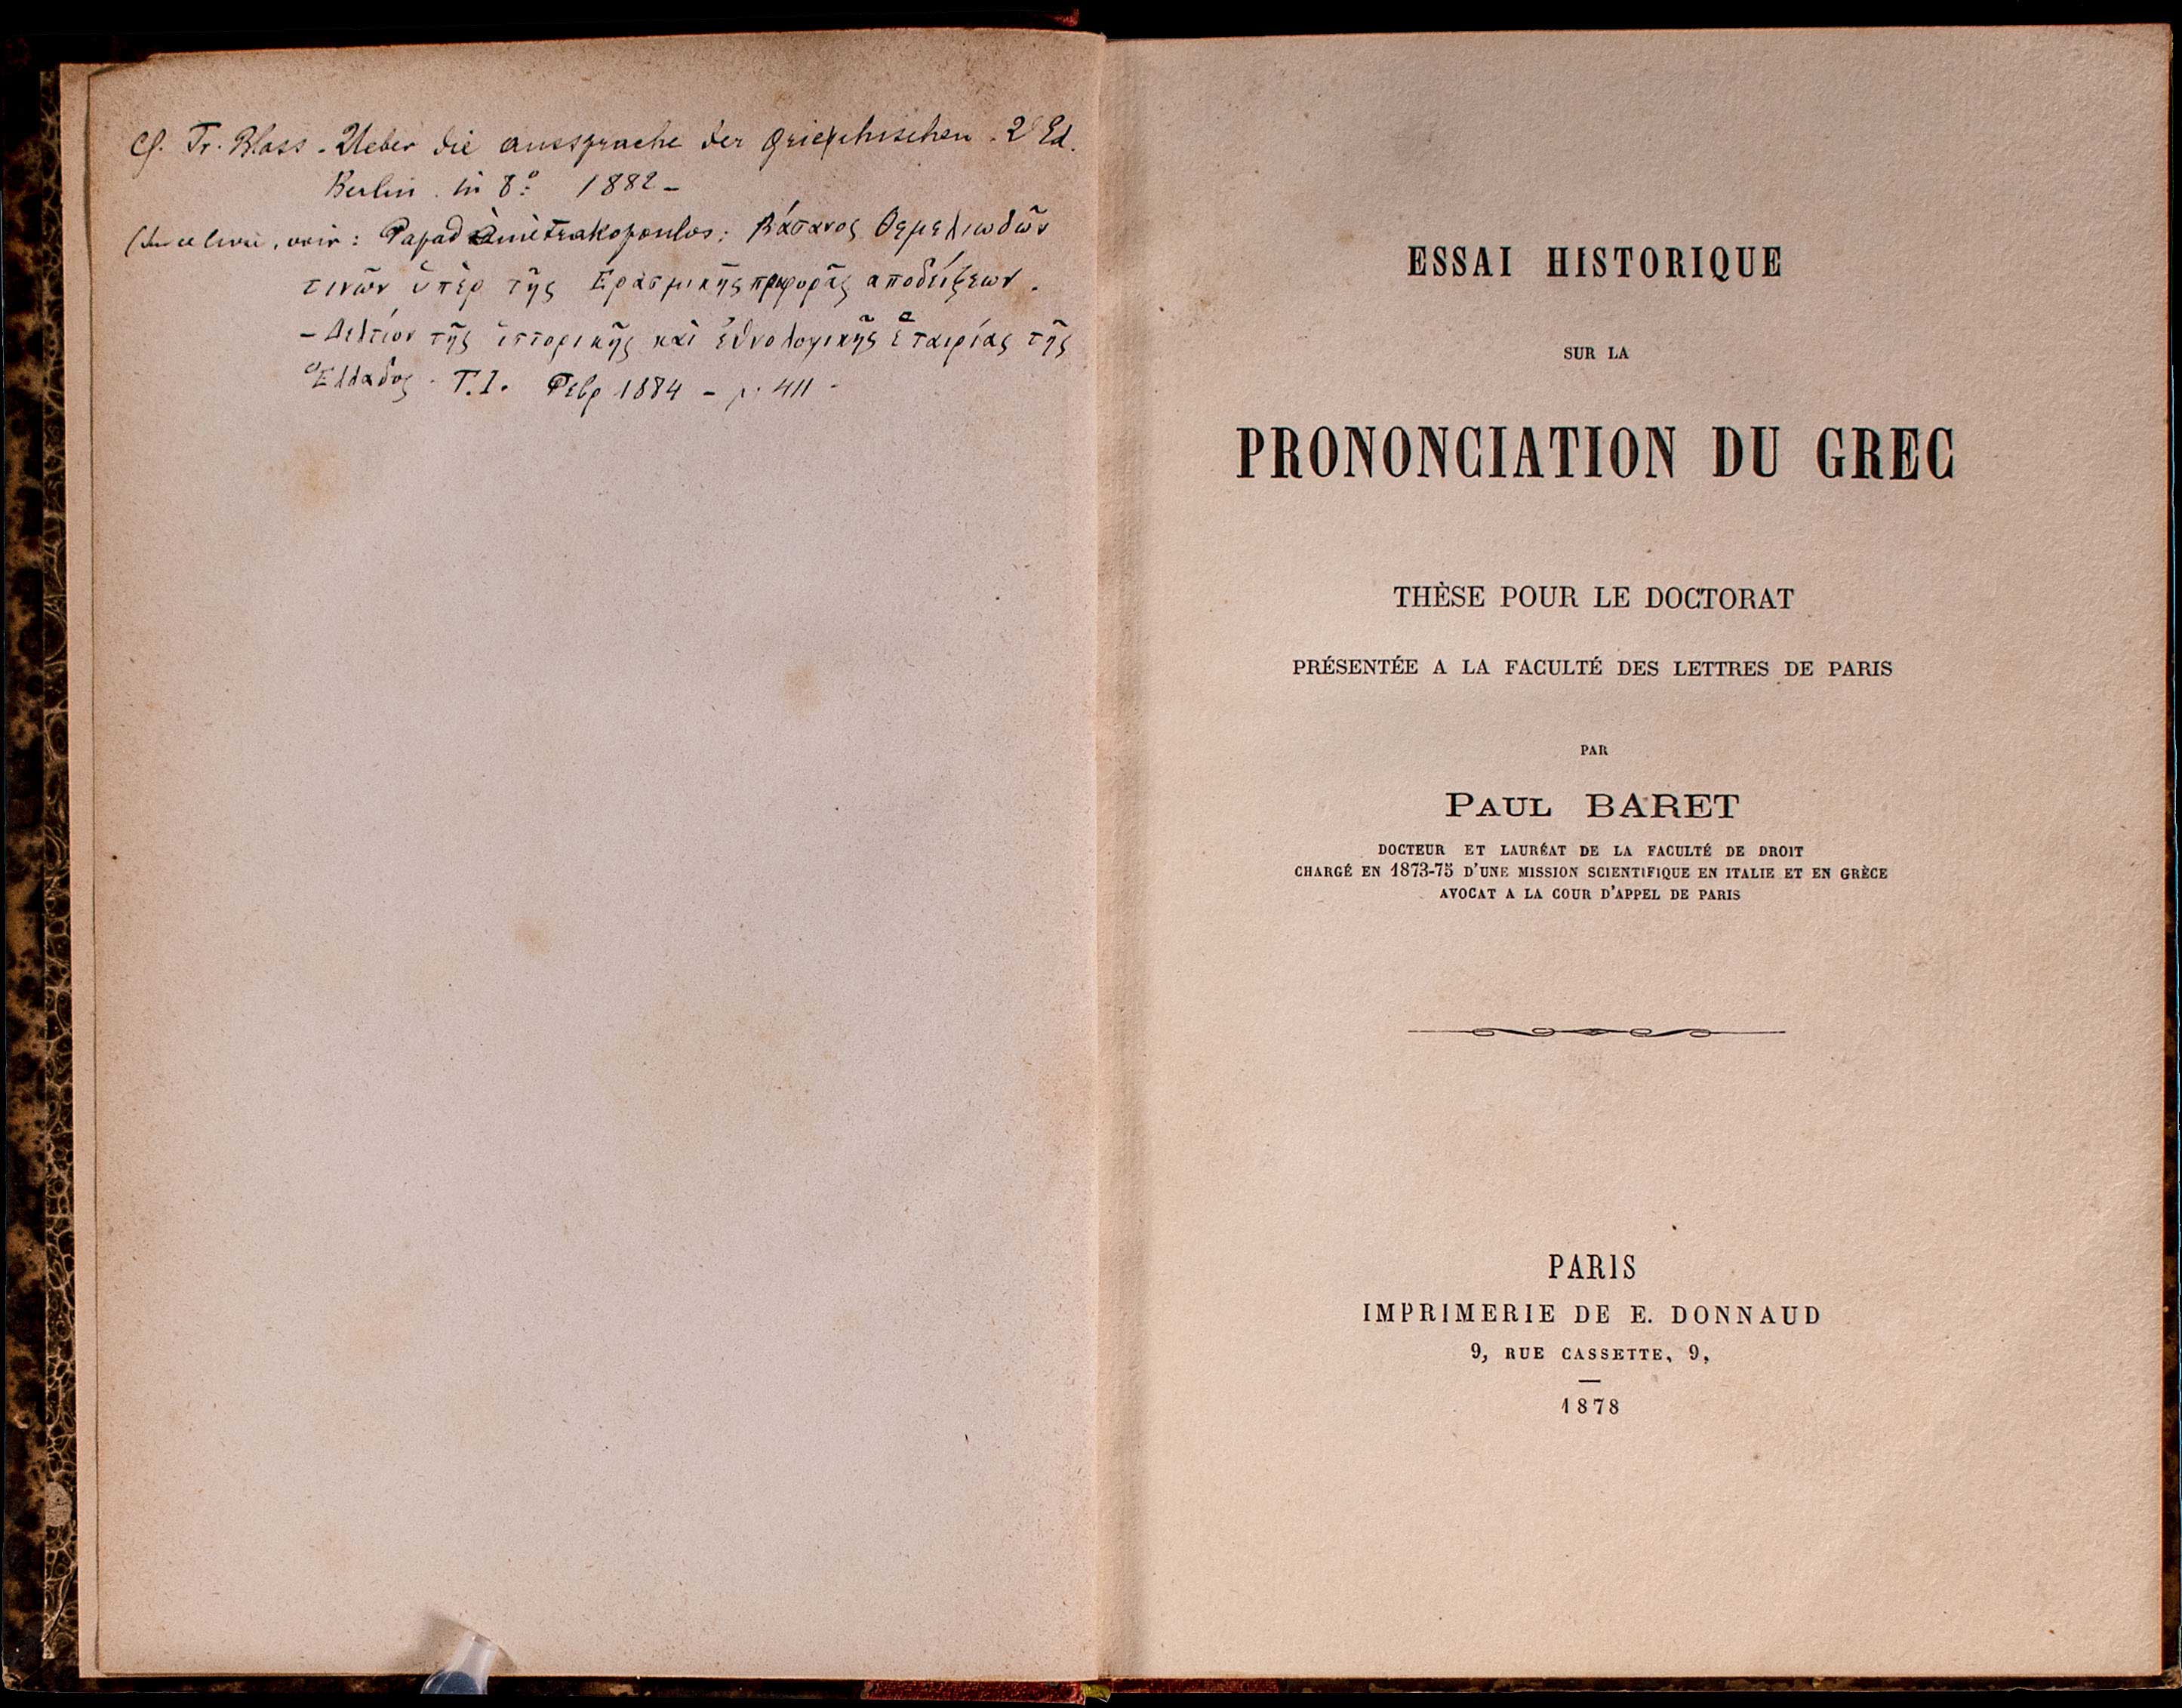 Cf. Fr. Blass. Ueber die aussprache der Griechischen. 2e Ed.
Berlin. in 8º 1882 -
(Sur ce livre, voir : Papadimitrakopoulos; Βάσανος Θεμελιωδῶν
τινῶν ὑπὲρ τῆς Ερασμικῆς προφορᾶς αποδείξεων.
- Δελτίον τῆς ἱστορικῆς καὶ ἐθνολογικῆς Ἑταιρίας τῆς
Ἑλλαδος. T.I. Φεβρ 1884 - p. 411 -
ESSAI HISTORIQUE
SUR LA
PRONONCIATION DU GREC
THÈSE POUR LE DOCTORAT
PRÉSENTÉE A LA FACULTÉ DES LETTRES DE PARIS
PAR
PAUL BARET
DOCTEUR ET LAURÉAT DE LA FACULTÉ DE DROIT
CHARGÉ EN 1873-75 D'UNE MISSION SCIENTIFIQUE EN ITALIE ET EN GRÈCE
AVOCAT A LA COUR D'APPEL DE PARIS
PARIS
IMPRIMERIE DE E. DONNAUD
9, RUE CASSETTE, 9,
1878